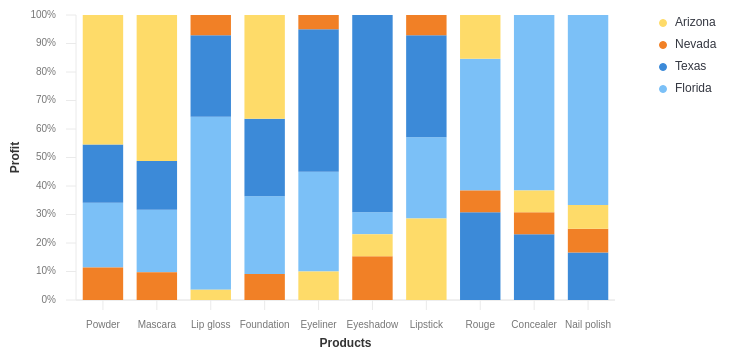 100%
90%
80%
70%
60%
50%
40%
30%
20%
10%
0%
Profit
Powder Mascara Lip gloss Foundation Eyeliner Eyeshadow Lipstick Rouge Concealer Nail polish
Products
Arizona
Nevada
Texas
Florida